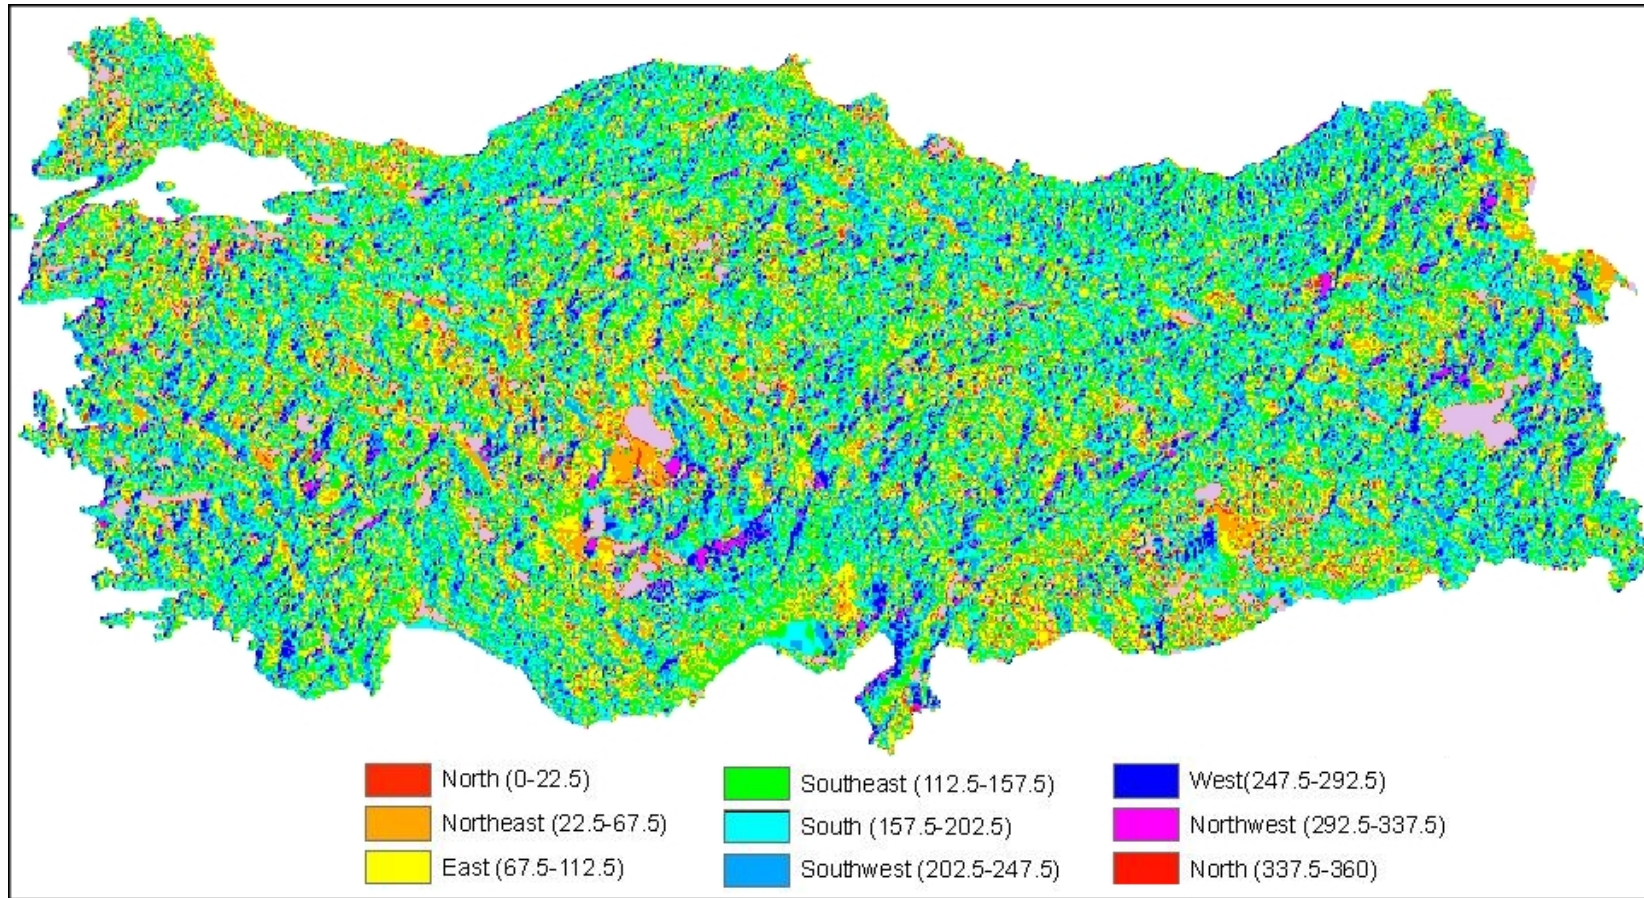 North (0-22.5)
Northeast (22.5-67.5)
East (67.5-112.5)
Southeast (112.5-157.5)
South (157.5-202.5)
Southwest (202.5-247.5)
West(247.5-292.5)
Northwest (292.5-337.5)
North (337.5-360)